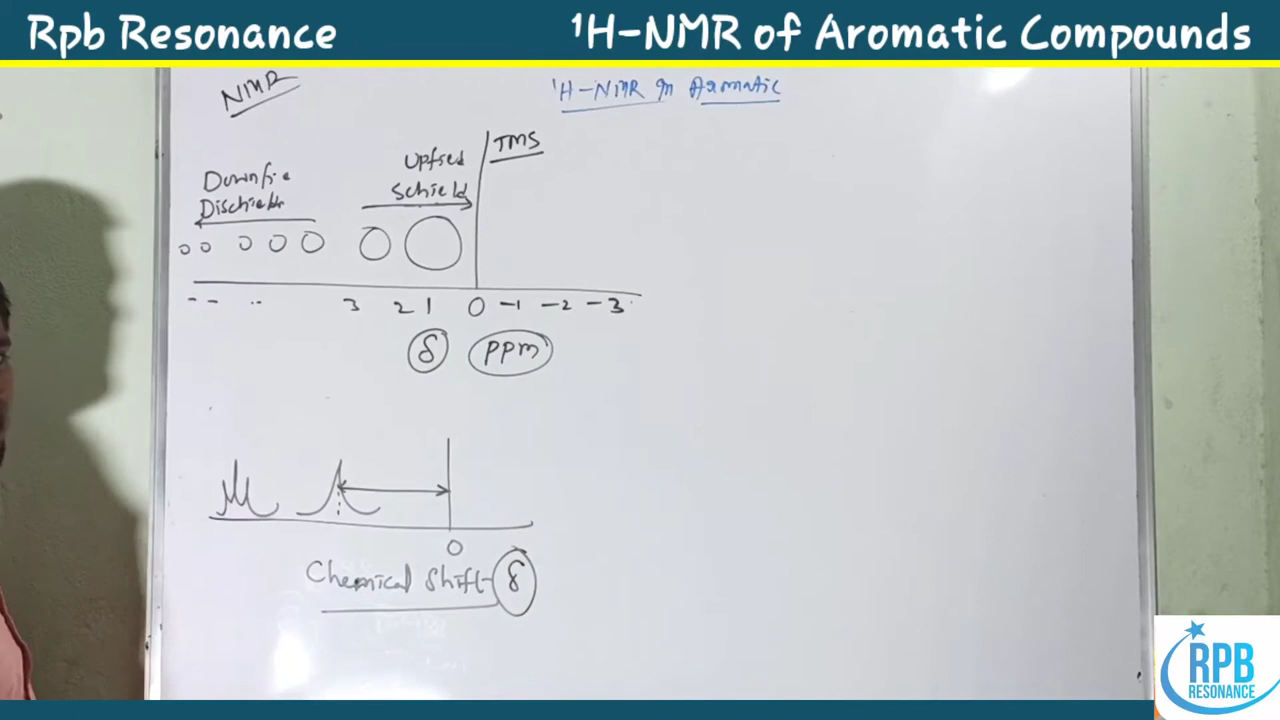 Rpb Resonance
¹H-NMR of Aromatic Compounds
NMR
¹H-NMR in Aromatic
TMS
Upfied
Schield
Downfie
Dischield
-- .. 3 2 1 0 -1 -2 -3
δ PPM
0
Chemical Shift- δ
RPB
RESONANCE